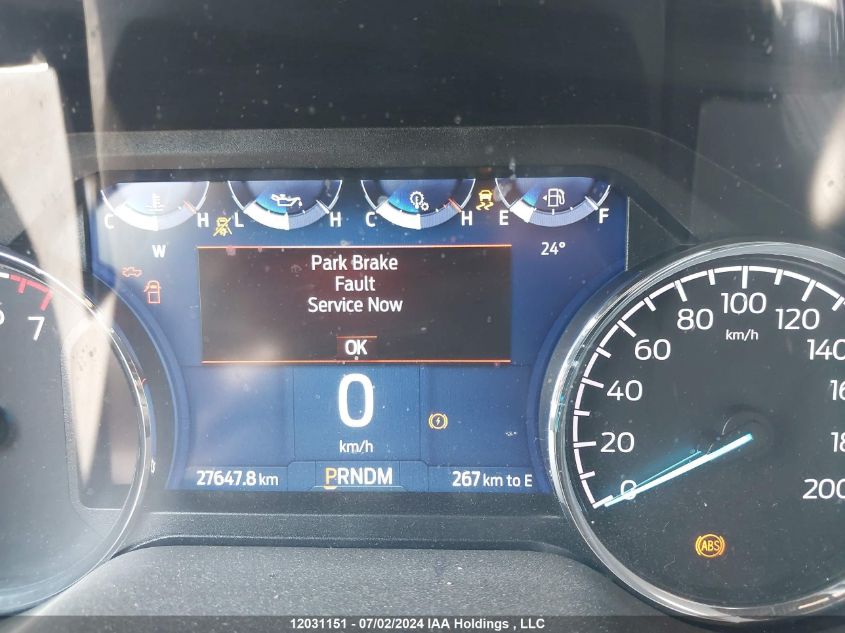 C H L H C H E F
W 24°
Park Brake
Fault
Service Now
OK
7
0
km/h
27647.8 km PRNDM 267 km to E
0 20 40 60 80 100 120 140 200
km/h
ABS
12031151 - 07/02/2024 IAA Holdings , LLC